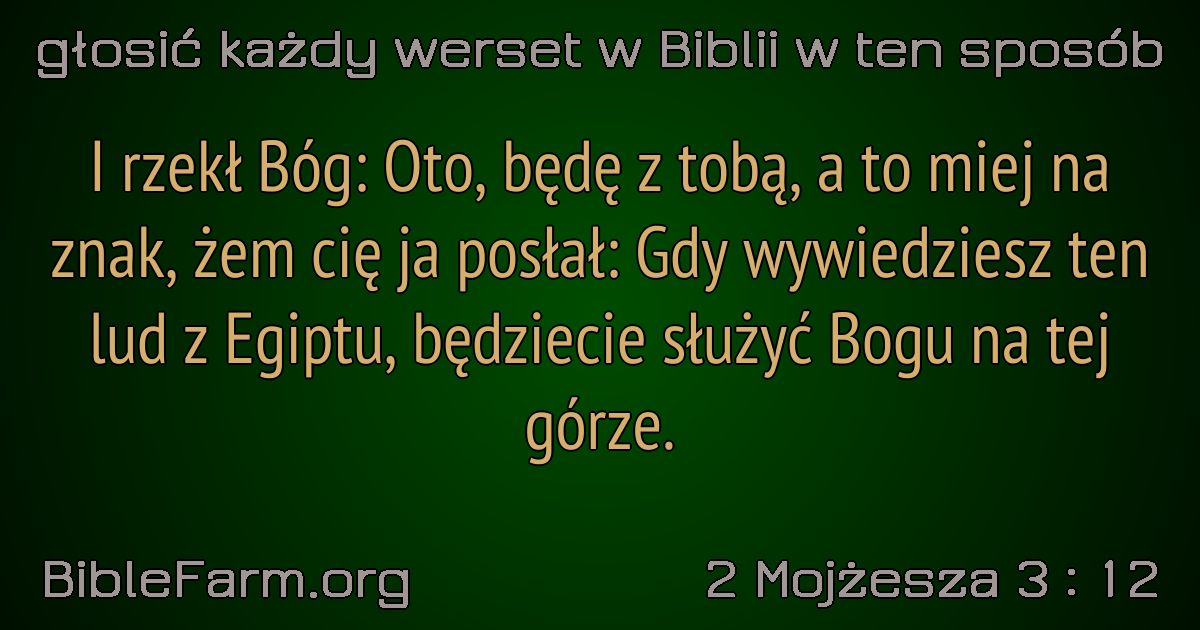 głosić każdy werset w Biblii w ten sposób
I rzekł Bóg: Oto, będę z tobą, a to miej na
znak, żem cię ja posłał: Gdy wywiedziesz ten
lud z Egiptu, będziecie służyć Bogu na tej
górze.
BibleFarm.org
2 Mojżesza 3 : 12